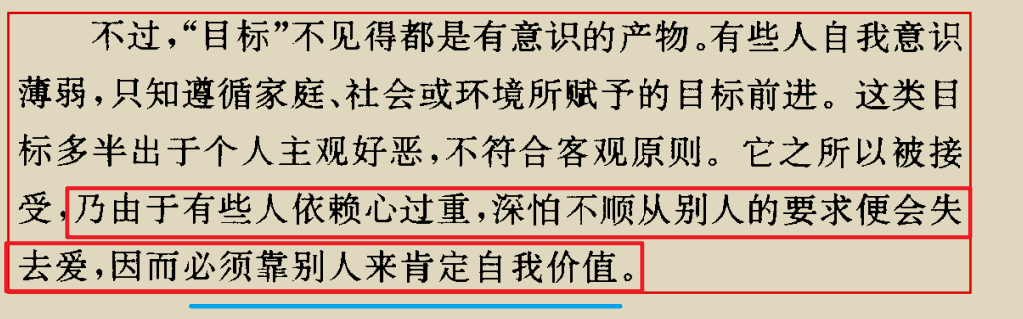 不过,“目标”不见得都是有意识的产物。有些人自我意识
薄弱,只知遵循家庭、社会或环境所赋予的目标前进。这类目
标多半出于个人主观好恶,不符合客观原则。它之所以被接
受,乃由于有些人依赖心过重,深怕不顺从别人的要求便会失
去爱,因而必须靠别人来肯定自我价值。